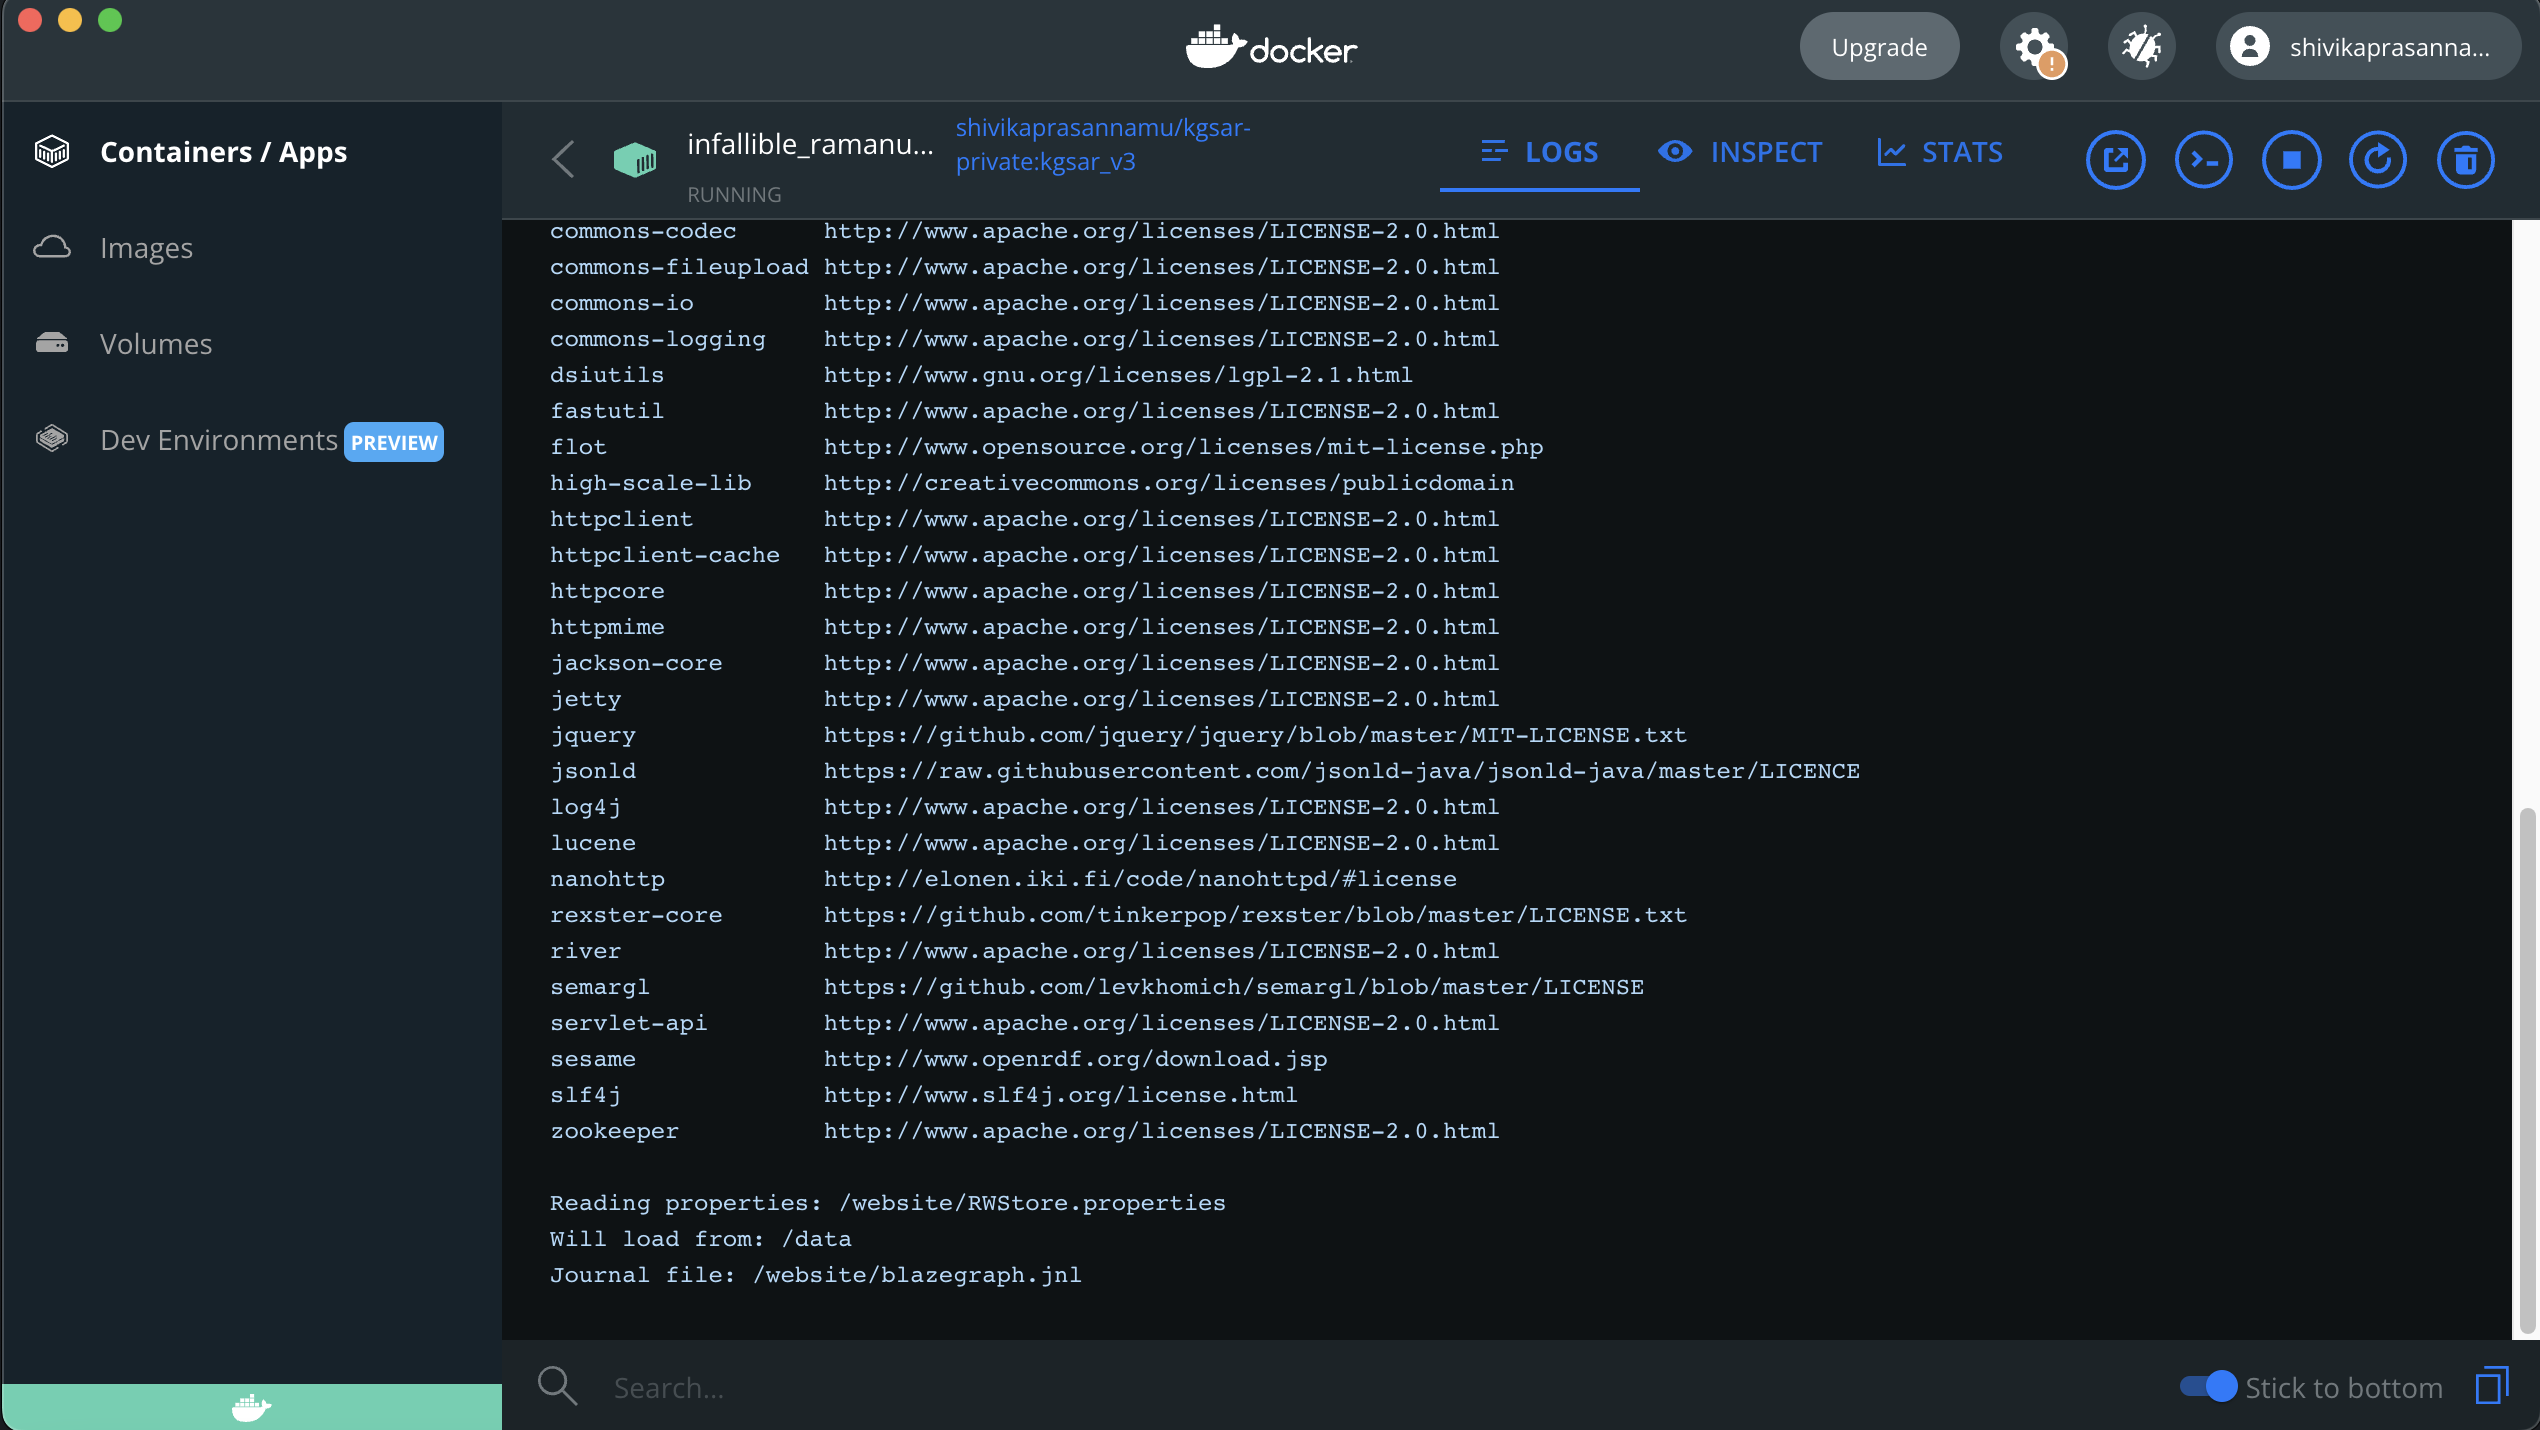 docker
Upgrade
shivikaprasanna...
Containers / Apps
Images
Volumes
Dev Environments PREVIEW
infallible_ramanu...
RUNNING
shivikaprasannamu/kgsar-
private:kgsar_v3
LOGS
INSPECT
STATS
commons-codec http://www.apache.org/licenses/LICENSE-2.0.html
commons-fileupload http://www.apache.org/licenses/LICENSE-2.0.html
commons-io http://www.apache.org/licenses/LICENSE-2.0.html
commons-logging http://www.apache.org/licenses/LICENSE-2.0.html
dsiutils http://www.gnu.org/licenses/lgpl-2.1.html
fastutil http://www.apache.org/licenses/LICENSE-2.0.html
flot http://www.opensource.org/licenses/mit-license.php
high-scale-lib http://creativecommons.org/licenses/publicdomain
httpclient http://www.apache.org/licenses/LICENSE-2.0.html
httpclient-cache http://www.apache.org/licenses/LICENSE-2.0.html
httpcore http://www.apache.org/licenses/LICENSE-2.0.html
httpmime http://www.apache.org/licenses/LICENSE-2.0.html
jackson-core http://www.apache.org/licenses/LICENSE-2.0.html
jetty http://www.apache.org/licenses/LICENSE-2.0.html
jquery https://github.com/jquery/jquery/blob/master/MIT-LICENSE.txt
jsonld https://raw.githubusercontent.com/jsonld-java/jsonld-java/master/LICENCE
log4j http://www.apache.org/licenses/LICENSE-2.0.html
lucene http://www.apache.org/licenses/LICENSE-2.0.html
nanohttp http://elonen.iki.fi/code/nanohttpd/#license
rexster-core https://github.com/tinkerpop/rexster/blob/master/LICENSE.txt
river http://www.apache.org/licenses/LICENSE-2.0.html
semargl https://github.com/levkhomich/semargl/blob/master/LICENSE
servlet-api http://www.apache.org/licenses/LICENSE-2.0.html
sesame http://www.openrdf.org/download.jsp
slf4j http://www.slf4j.org/license.html
zookeeper http://www.apache.org/licenses/LICENSE-2.0.html
Reading properties: /website/RWStore.properties
Will load from: /data
Journal file: /website/blazegraph.jnl
Search...
Stick to bottom